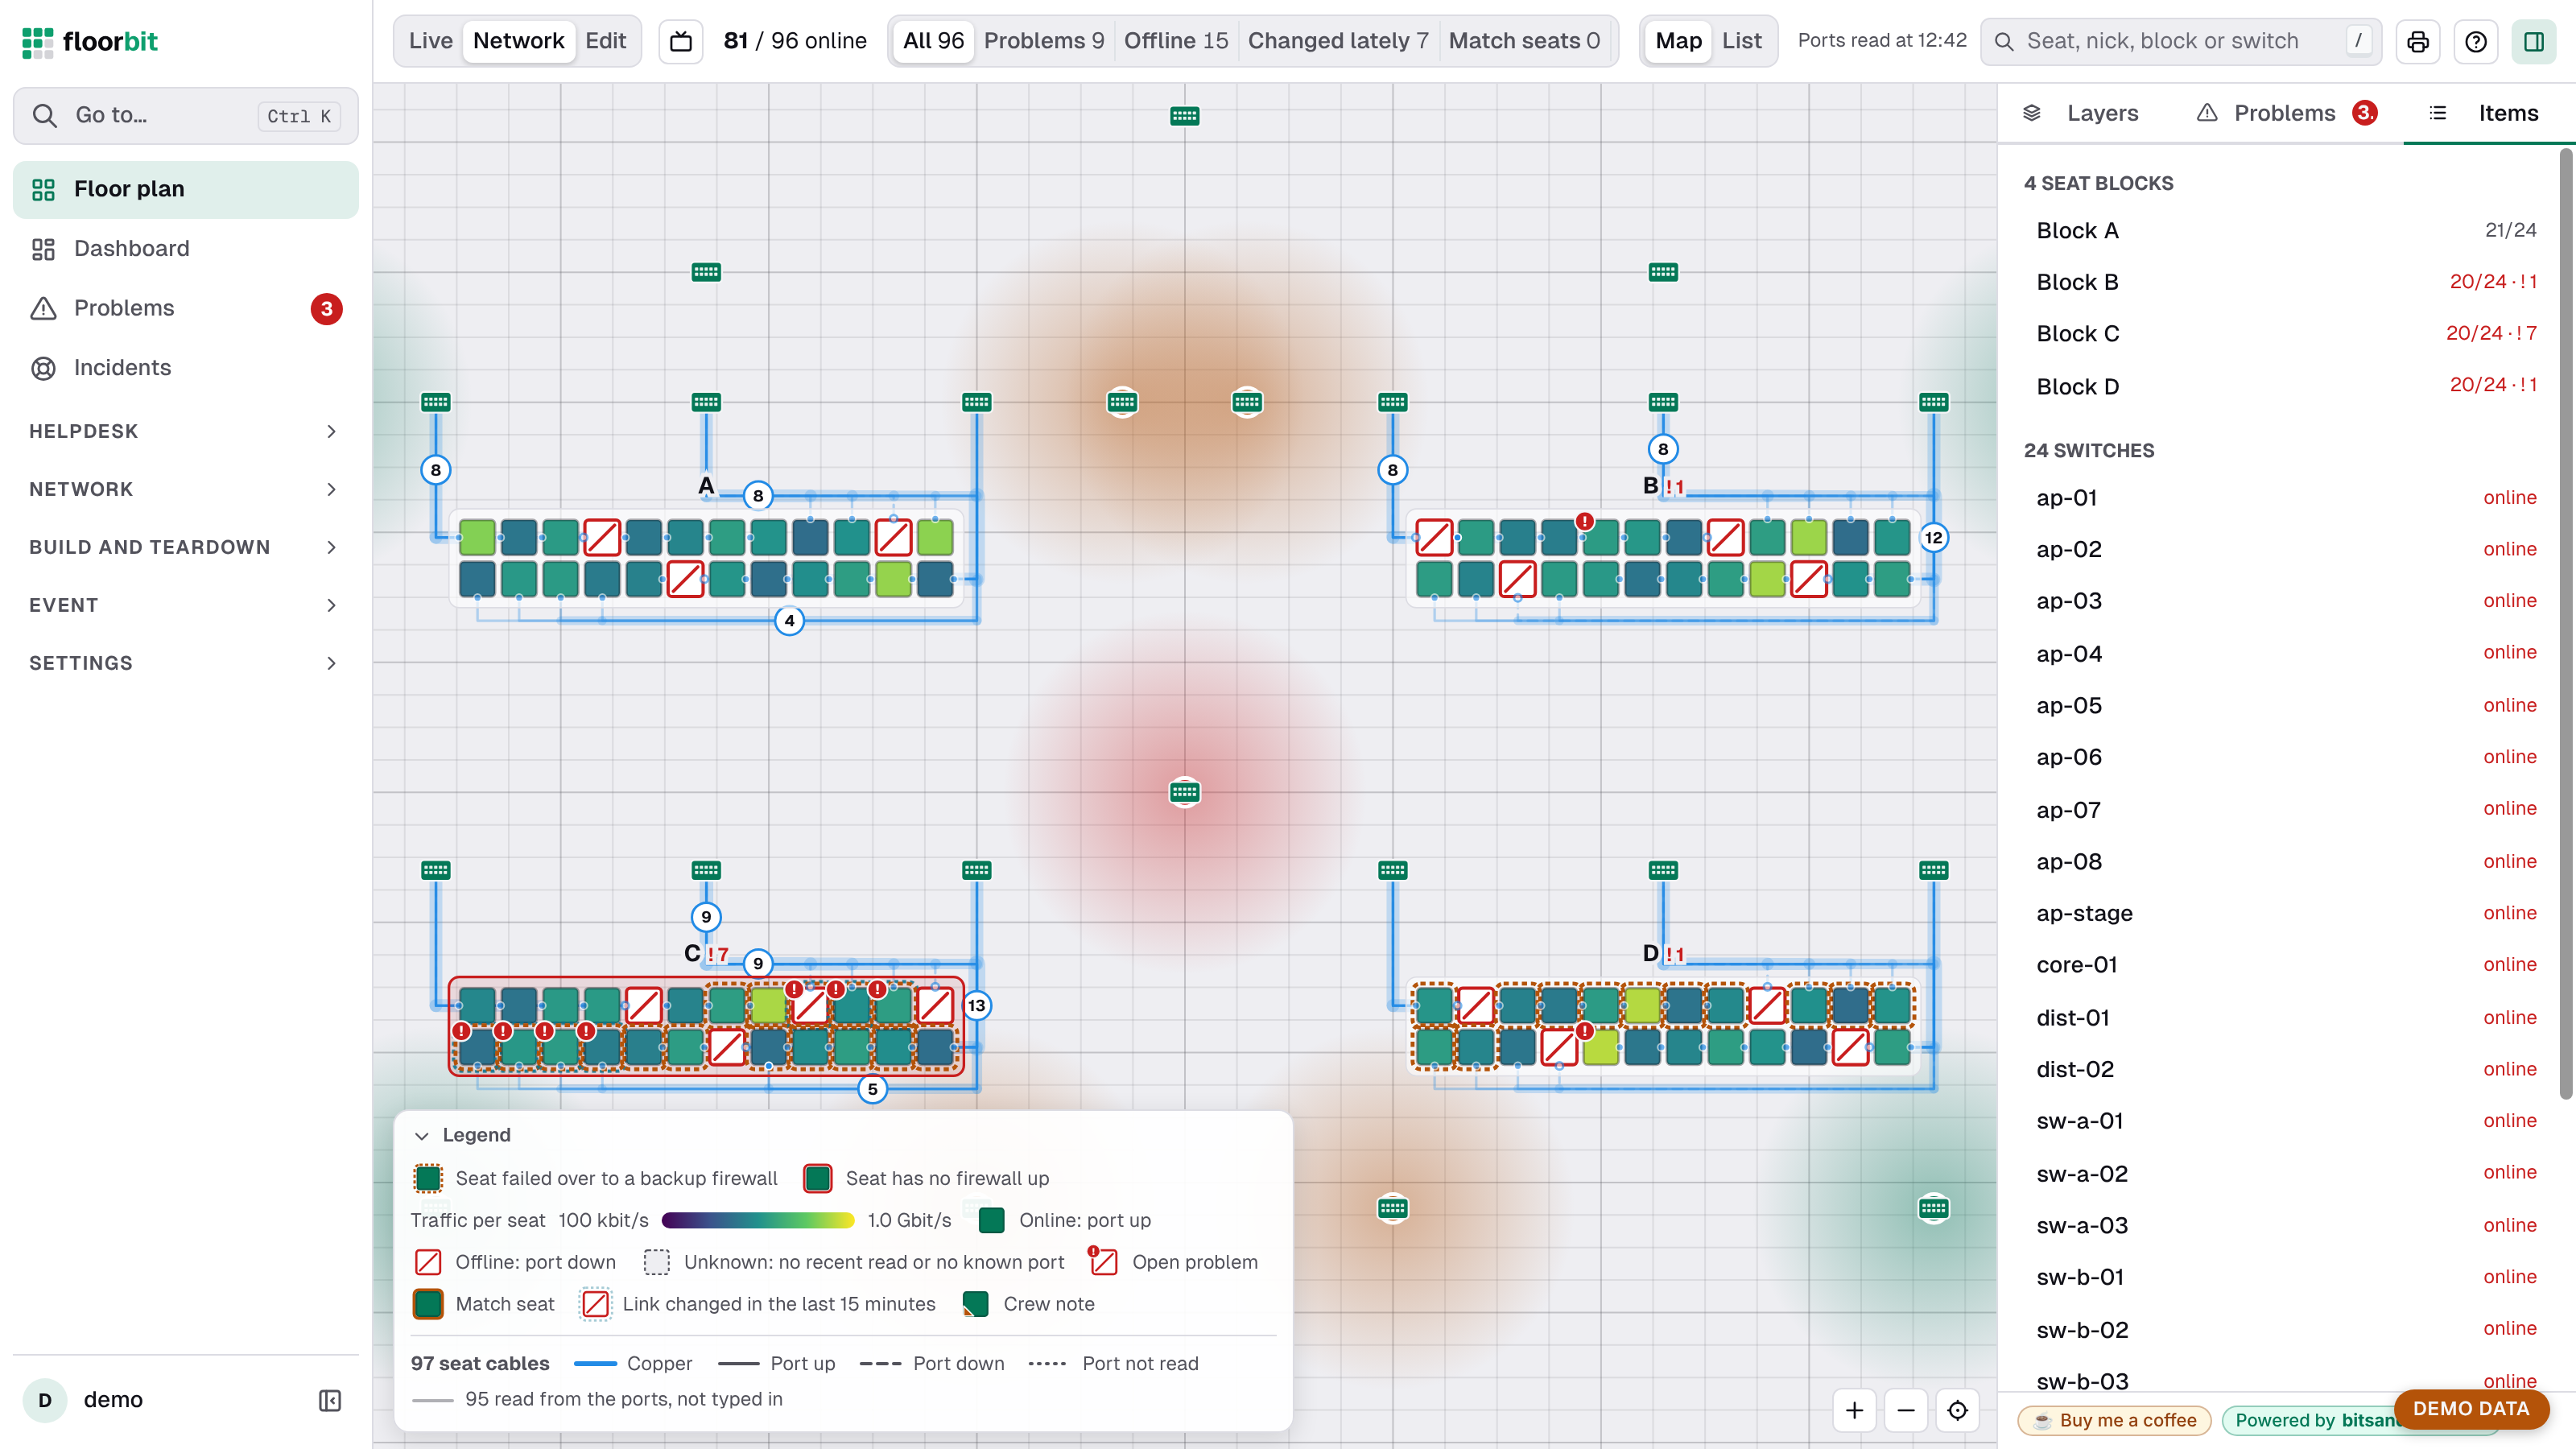 floorbit
Go to...
Ctrl K
Floor plan
Dashboard
Problems
3
Incidents
HELPDESK
NETWORK
BUILD AND TEARDOWN
EVENT
SETTINGS
D
demo
Live
Network
Edit
81 / 96 online
All 96
Problems 9
Offline 15
Changed lately 7
Match seats 0
Map
List
Ports read at 12:42
Seat, nick, block or switch
/
8
A
8
4
8
8
B !1
12
9
C !7
9
13
5
D !1
Legend
Seat failed over to a backup firewall
Seat has no firewall up
Traffic per seat 100 kbit/s
1.0 Gbit/s
Online: port up
Offline: port down
Unknown: no recent read or no known port
Open problem
Match seat
Link changed in the last 15 minutes
Crew note
97 seat cables
Copper
Port up
Port down
Port not read
95 read from the ports, not typed in
Layers
Problems
3.
Items
4 SEAT BLOCKS
Block A 21/24
Block B 20/24 · ! 1
Block C 20/24 · ! 7
Block D 20/24 · ! 1
24 SWITCHES
ap-01 online
ap-02 online
ap-03 online
ap-04 online
ap-05 online
ap-06 online
ap-07 online
ap-08 online
ap-stage online
core-01 online
dist-01 online
dist-02 online
sw-a-01 online
sw-a-02 online
sw-a-03 online
sw-b-01 online
sw-b-02 online
sw-b-03 online
Buy me a coffee
Powered by
DEMO DATA